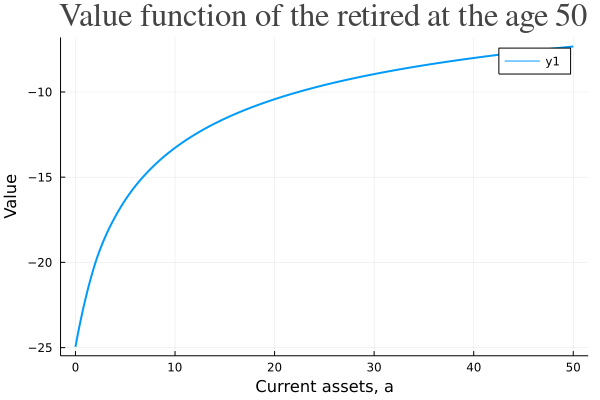 Value function of the retired at the age 50
y1
Value
−10
−15
−20
−25
0 10 20 30 40 50
Current assets, a